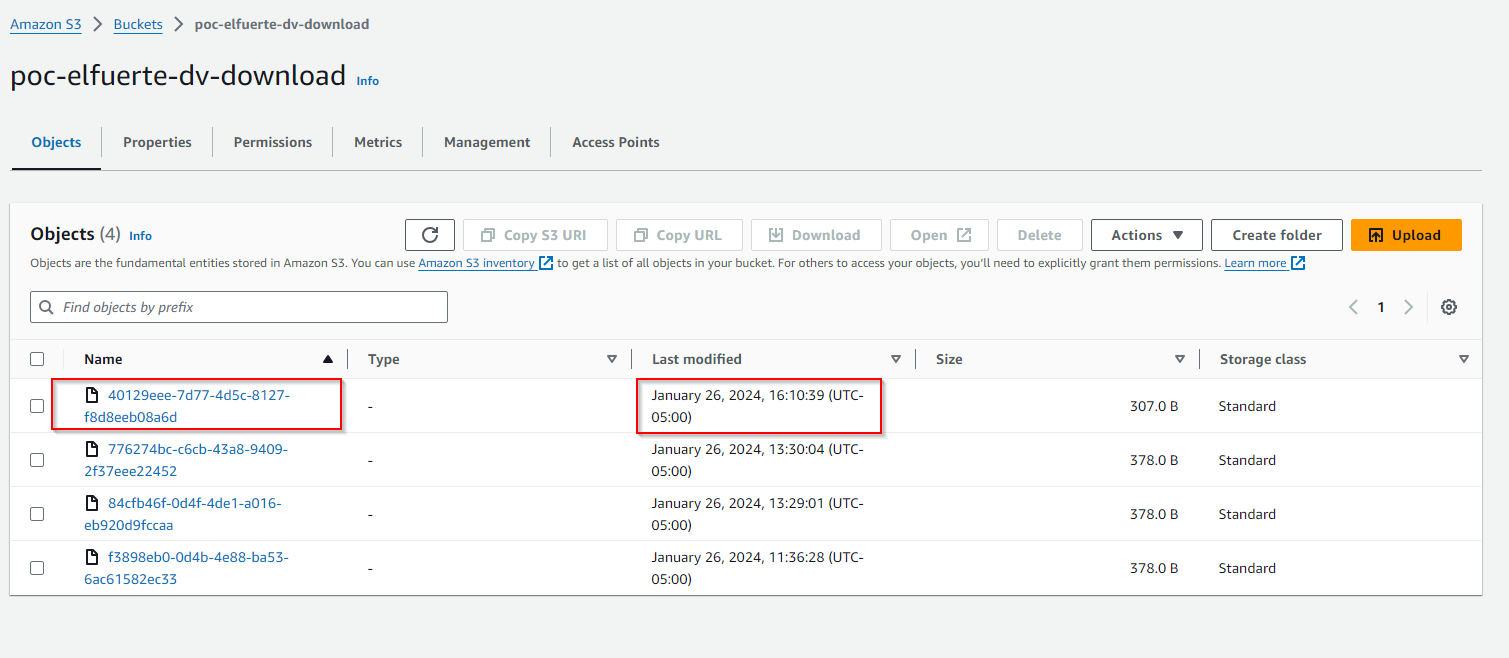 Amazon S3 > Buckets > poc-elfuerte-dv-download
poc-elfuerte-dv-download Info
Objects Properties Permissions Metrics Management Access Points
Objects (4) Info Copy S3 URI Copy URL Download Open Delete Actions Create folder Upload
Objects are the fundamental entities stored in Amazon S3. You can use Amazon S3 inventory to get a list of all objects in your bucket. For others to access your objects, you'll need to explicitly grant them permissions. Learn more
Find objects by prefix 1
Name Type Last modified Size Storage class
40129eee-7d77-4d5c-8127-
f8d8eeb08a6d - January 26, 2024, 16:10:39 (UTC-
05:00) 307.0 B Standard
776274bc-c6cb-43a8-9409-
2f37eee22452 - January 26, 2024, 13:30:04 (UTC-
05:00) 378.0 B Standard
84cfb46f-0d4f-4de1-a016-
eb920d9fccaa - January 26, 2024, 13:29:01 (UTC-
05:00) 378.0 B Standard
f3898eb0-0d4b-4e88-ba53-
6ac61582ec33 - January 26, 2024, 11:36:28 (UTC-
05:00) 378.0 B Standard